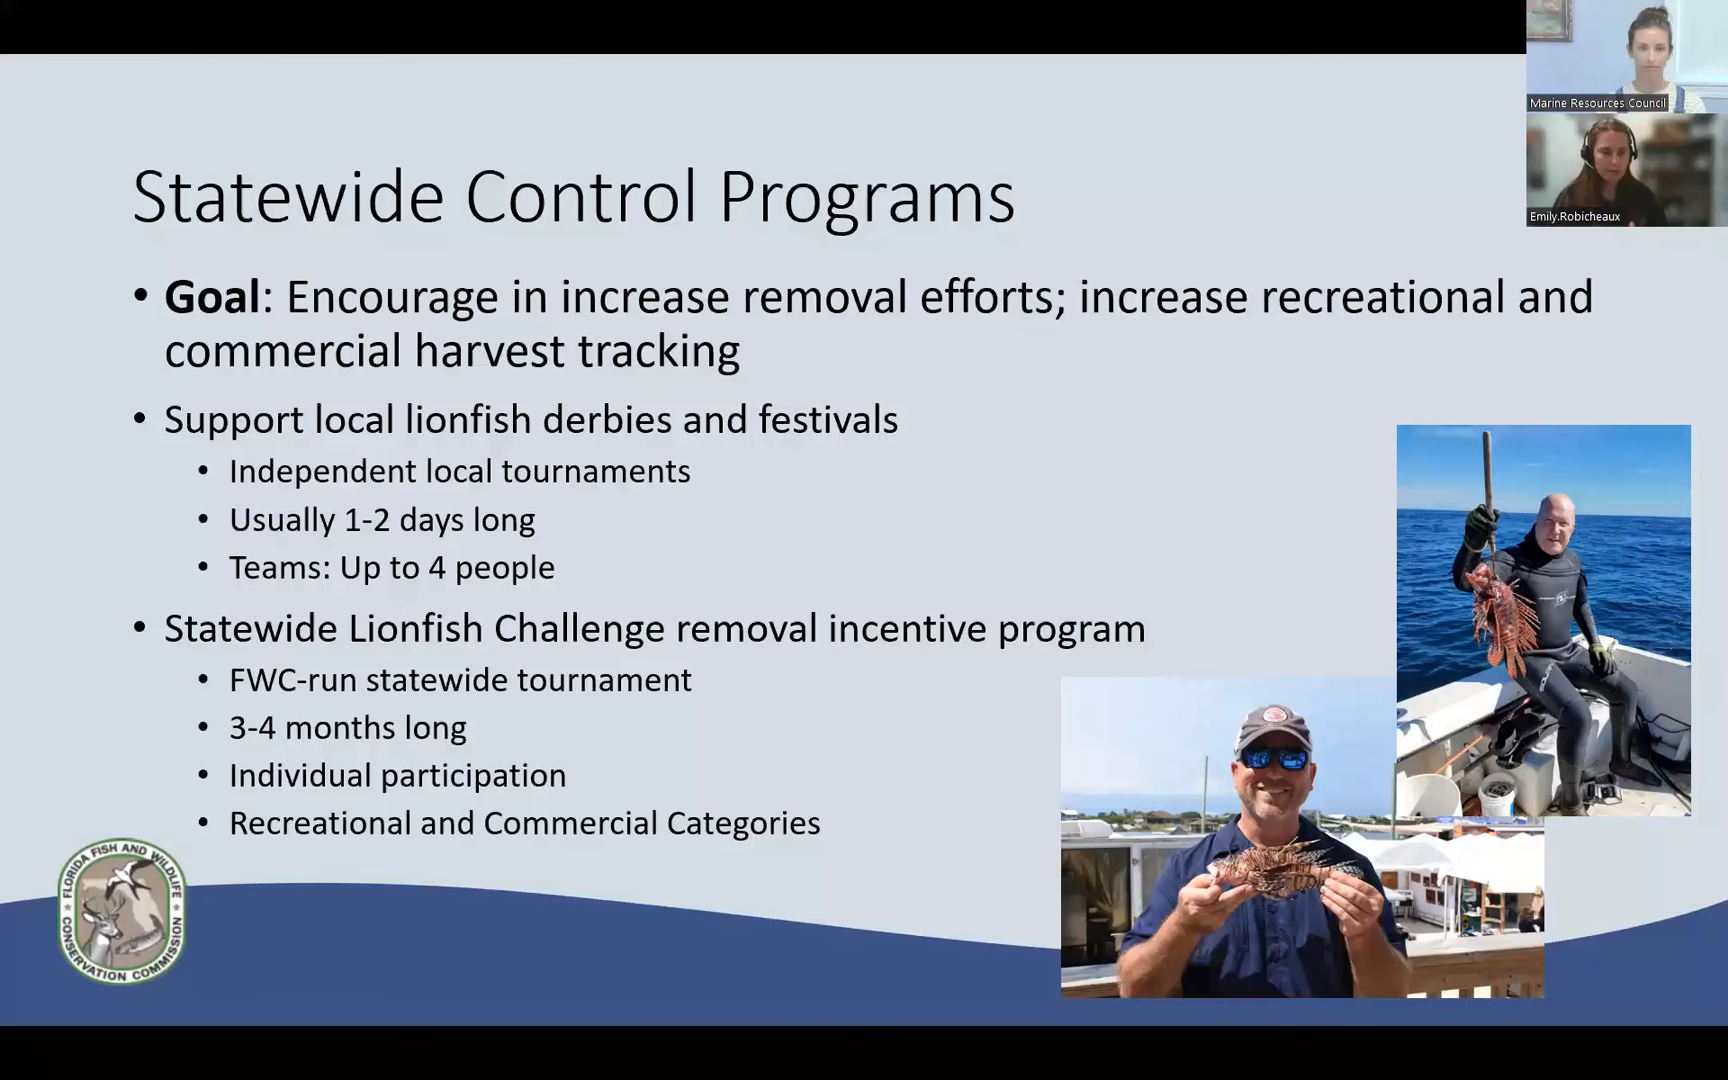 Marine Resources Council
Emily.Robicheaux
Statewide Control Programs
• Goal: Encourage in increase removal efforts; increase recreational and
commercial harvest tracking
• Support local lionfish derbies and festivals
• Independent local tournaments
• Usually 1-2 days long
• Teams: Up to 4 people
• Statewide Lionfish Challenge removal incentive program
• FWC-run statewide tournament
• 3-4 months long
• Individual participation
• Recreational and Commercial Categories
FLORIDA FISH AND WILDLIFE
CONSERVATION COMMISSION